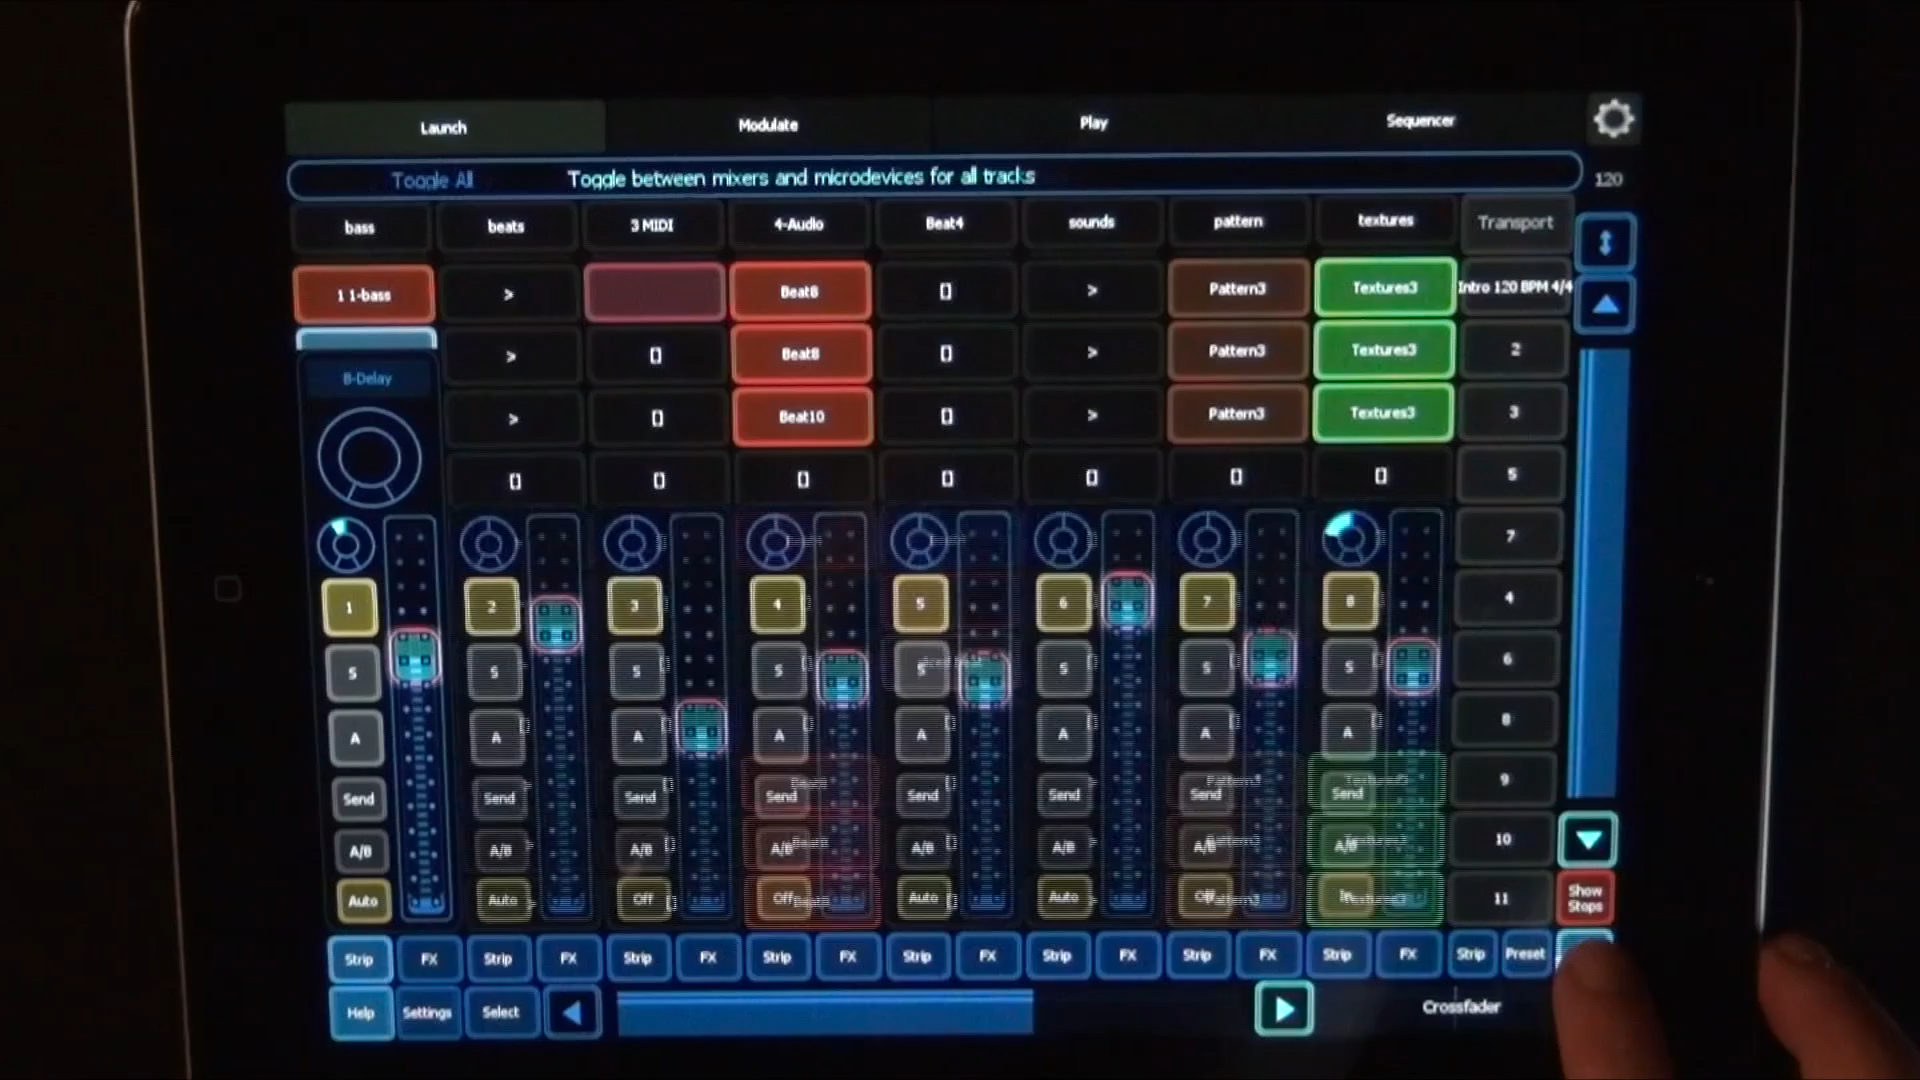 Launch Modulate Play Sequencer
Toggle All Toggle between mixers and microdevices for all tracks 120
bass beats 3 MIDI 4-Audio Beat4 sounds pattern textures Transport
1 1-bass > Beat8 [] > Pattern3 Textures3 Intro 120 BPM 4/4
> [] Beat8 [] > Pattern3 Textures3 2
B-Delay
> [] Beat10 [] > Pattern3 Textures3 3
[] [] [] [] [] [] [] 5
7
1 2 3 4 5 6 7 8 4
S S S S S S S S 6
A A A A A A A A 8
Send Send Send Send Send Send Send Send 9
A/B A/B A/B A/B A/B A/B A/B A/B 10
Auto Auto Off Off Auto Auto Off In 11 Show Stops
Strip FX Strip FX Strip FX Strip FX Strip FX Strip FX Strip FX Strip FX Strip Preset
Help Settings Select Crossfader